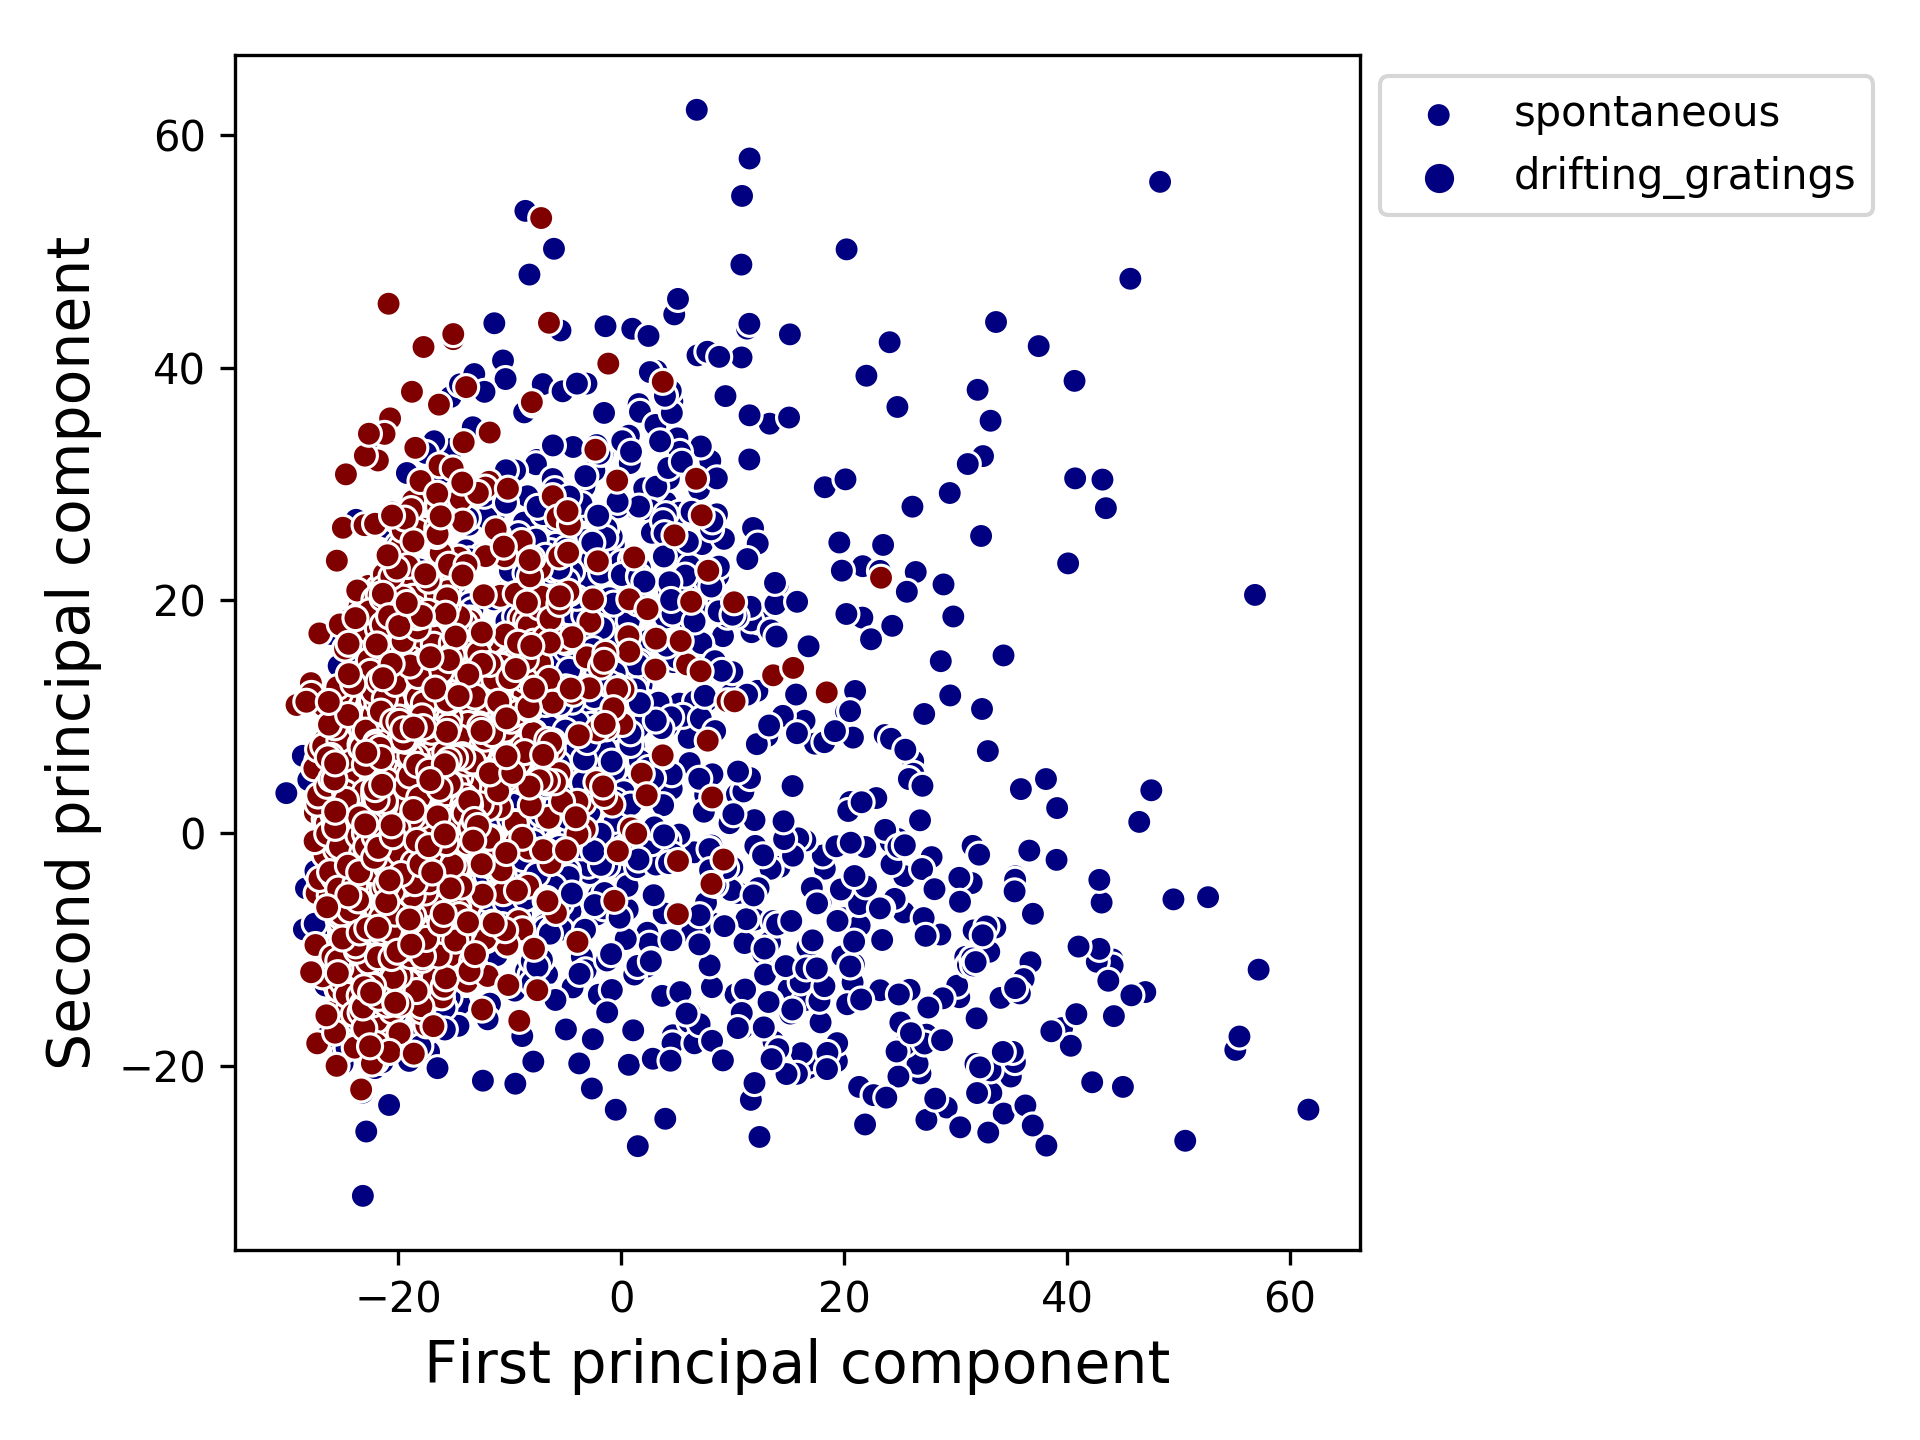 spontaneous
drifting_gratings
Second principal component
60
40
20
0
−20
−20 0 20 40 60
First principal component